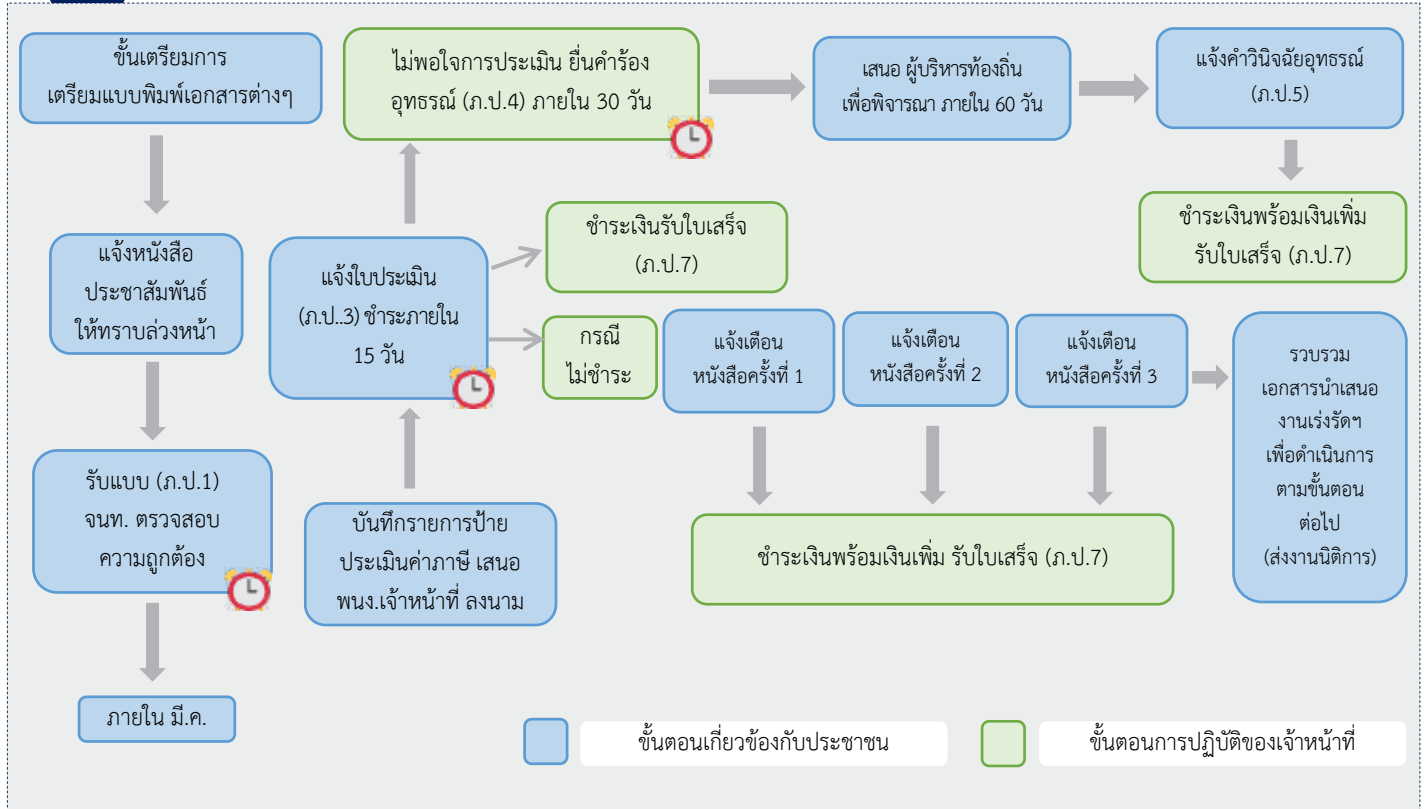 ขั้นเตรียมการ
เตรียมแบบพิมพ์เอกสารต่างๆ
ไม่พอใจการประเมิน ยื่นคำร้อง
อุทธรณ์ (ภ.ป.4) ภายใน 30 วัน
เสนอ ผู้บริหารท้องถิ่น
เพื่อพิจารณา ภายใน 60 วัน
แจ้งคำวินิจฉัยอุทธรณ์
(ภ.ป.5)
ชำระเงินพร้อมเงินเพิ่ม
รับใบเสร็จ (ภ.ป.7)
แจ้งหนังสือ
ประชาสัมพันธ์
ให้ทราบล่วงหน้า
แจ้งใบประเมิน
(ภ.ป..3) ชำระภายใน
15 วัน
ชำระเงินรับใบเสร็จ
(ภ.ป.7)
กรณี
ไม่ชำระ
แจ้งเตือน
หนังสือครั้งที่ 1
แจ้งเตือน
หนังสือครั้งที่ 2
แจ้งเตือน
หนังสือครั้งที่ 3
รวบรวม
เอกสารนำเสนอ
งานเร่งรัดฯ
เพื่อดำเนินการ
ตามขั้นตอน
ต่อไป
(ส่งงานนิติการ)
รับแบบ (ภ.ป.1)
จนท. ตรวจสอบ
ความถูกต้อง
บันทึกรายการป้าย
ประเมินค่าภาษี เสนอ
พนง.เจ้าหน้าที่ ลงนาม
ชำระเงินพร้อมเงินเพิ่ม รับใบเสร็จ (ภ.ป.7)
ภายใน มี.ค.
ขั้นตอนเกี่ยวข้องกับประชาชน
ขั้นตอนการปฏิบัติของเจ้าหน้าที่